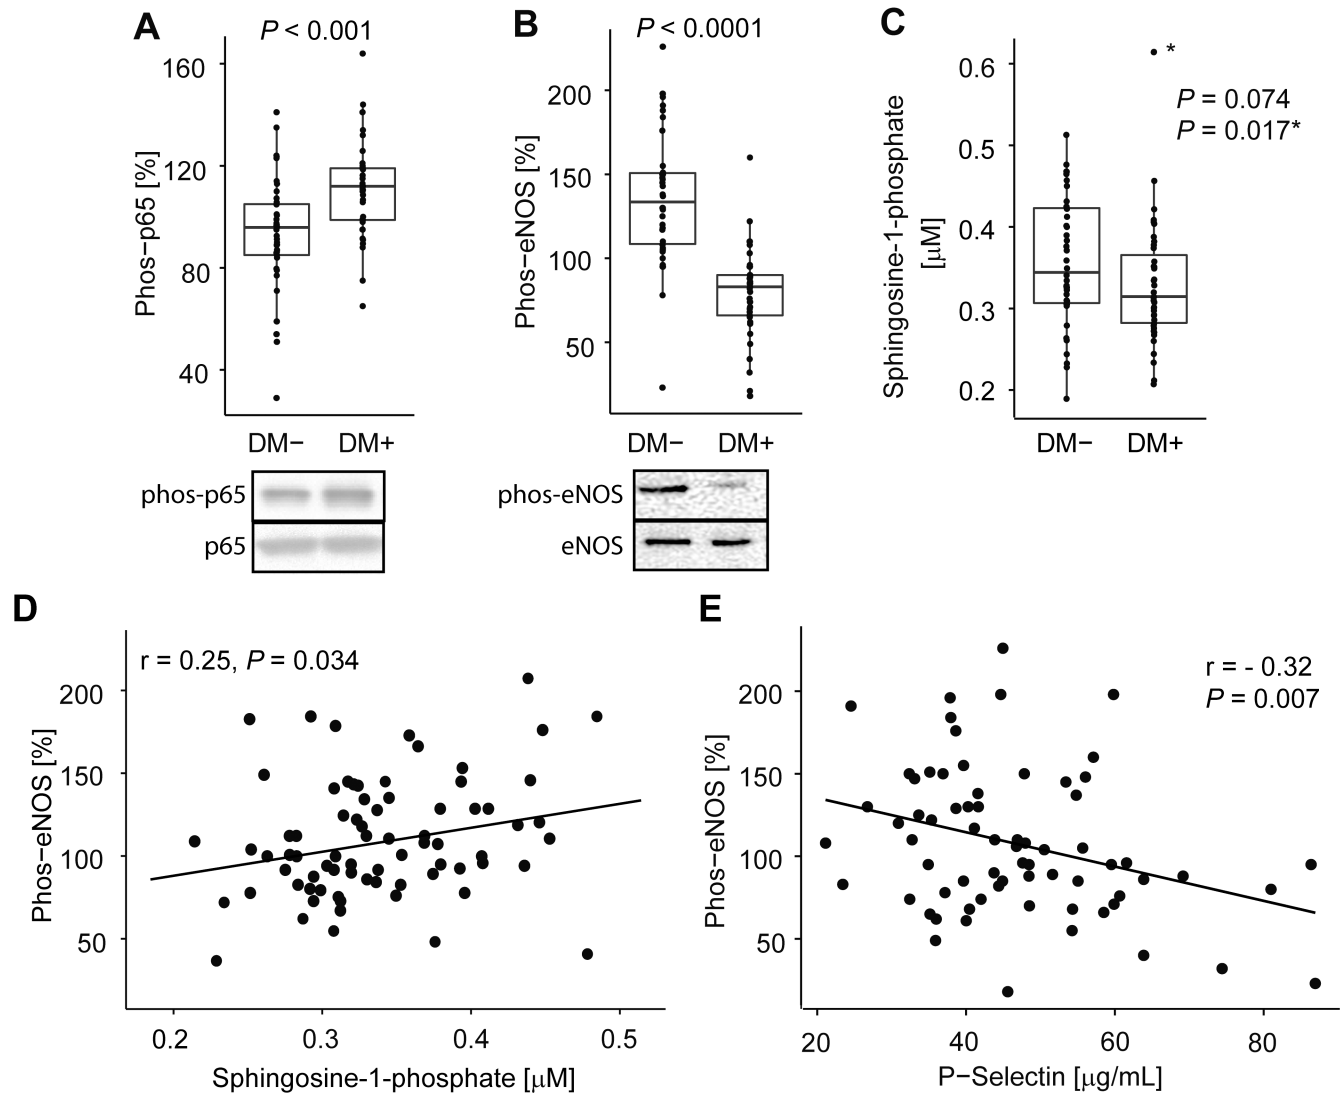 A
P < 0.001
Phos−p65 [%]
160
120
80
40
DM−
DM+
phos-p65
p65
B
P < 0.0001
Phos−eNOS [%]
200
150
100
50
DM−
DM+
phos-eNOS
eNOS
C
Sphingosine-1-phosphate
[μM]
0.6
0.5
0.4
0.3
0.2
*
P = 0.074
P = 0.017*
DM−
DM+
D
r = 0.25, P = 0.034
Phos−eNOS [%]
200
150
100
50
0.2
0.3
0.4
0.5
Sphingosine-1-phosphate [μM]
E
r = - 0.32
P = 0.007
Phos−eNOS [%]
200
150
100
50
20
40
60
80
P−Selectin [μg/mL]